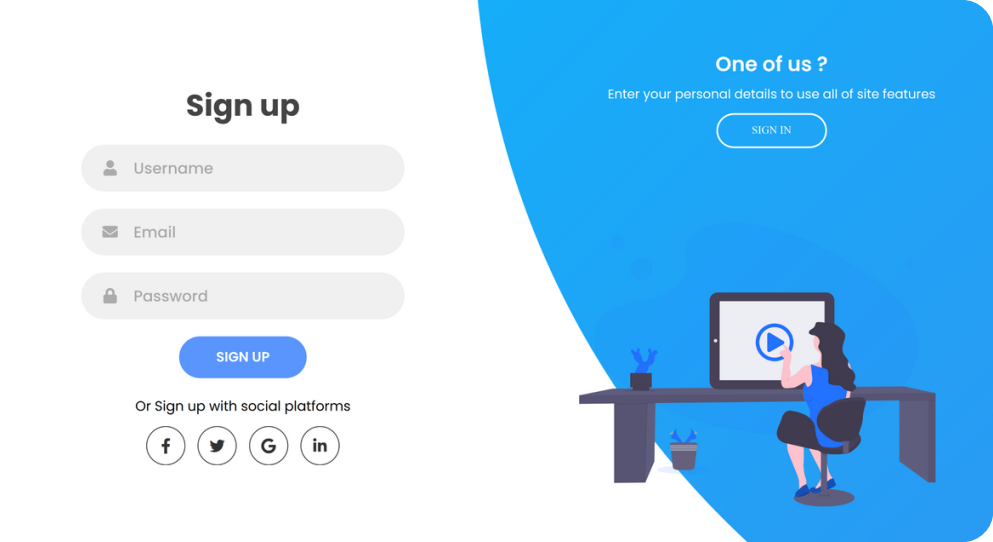 Sign up
Username
Email
Password
SIGN UP
Or Sign up with social platforms
One of us ?
Enter your personal details to use all of site features
SIGN IN